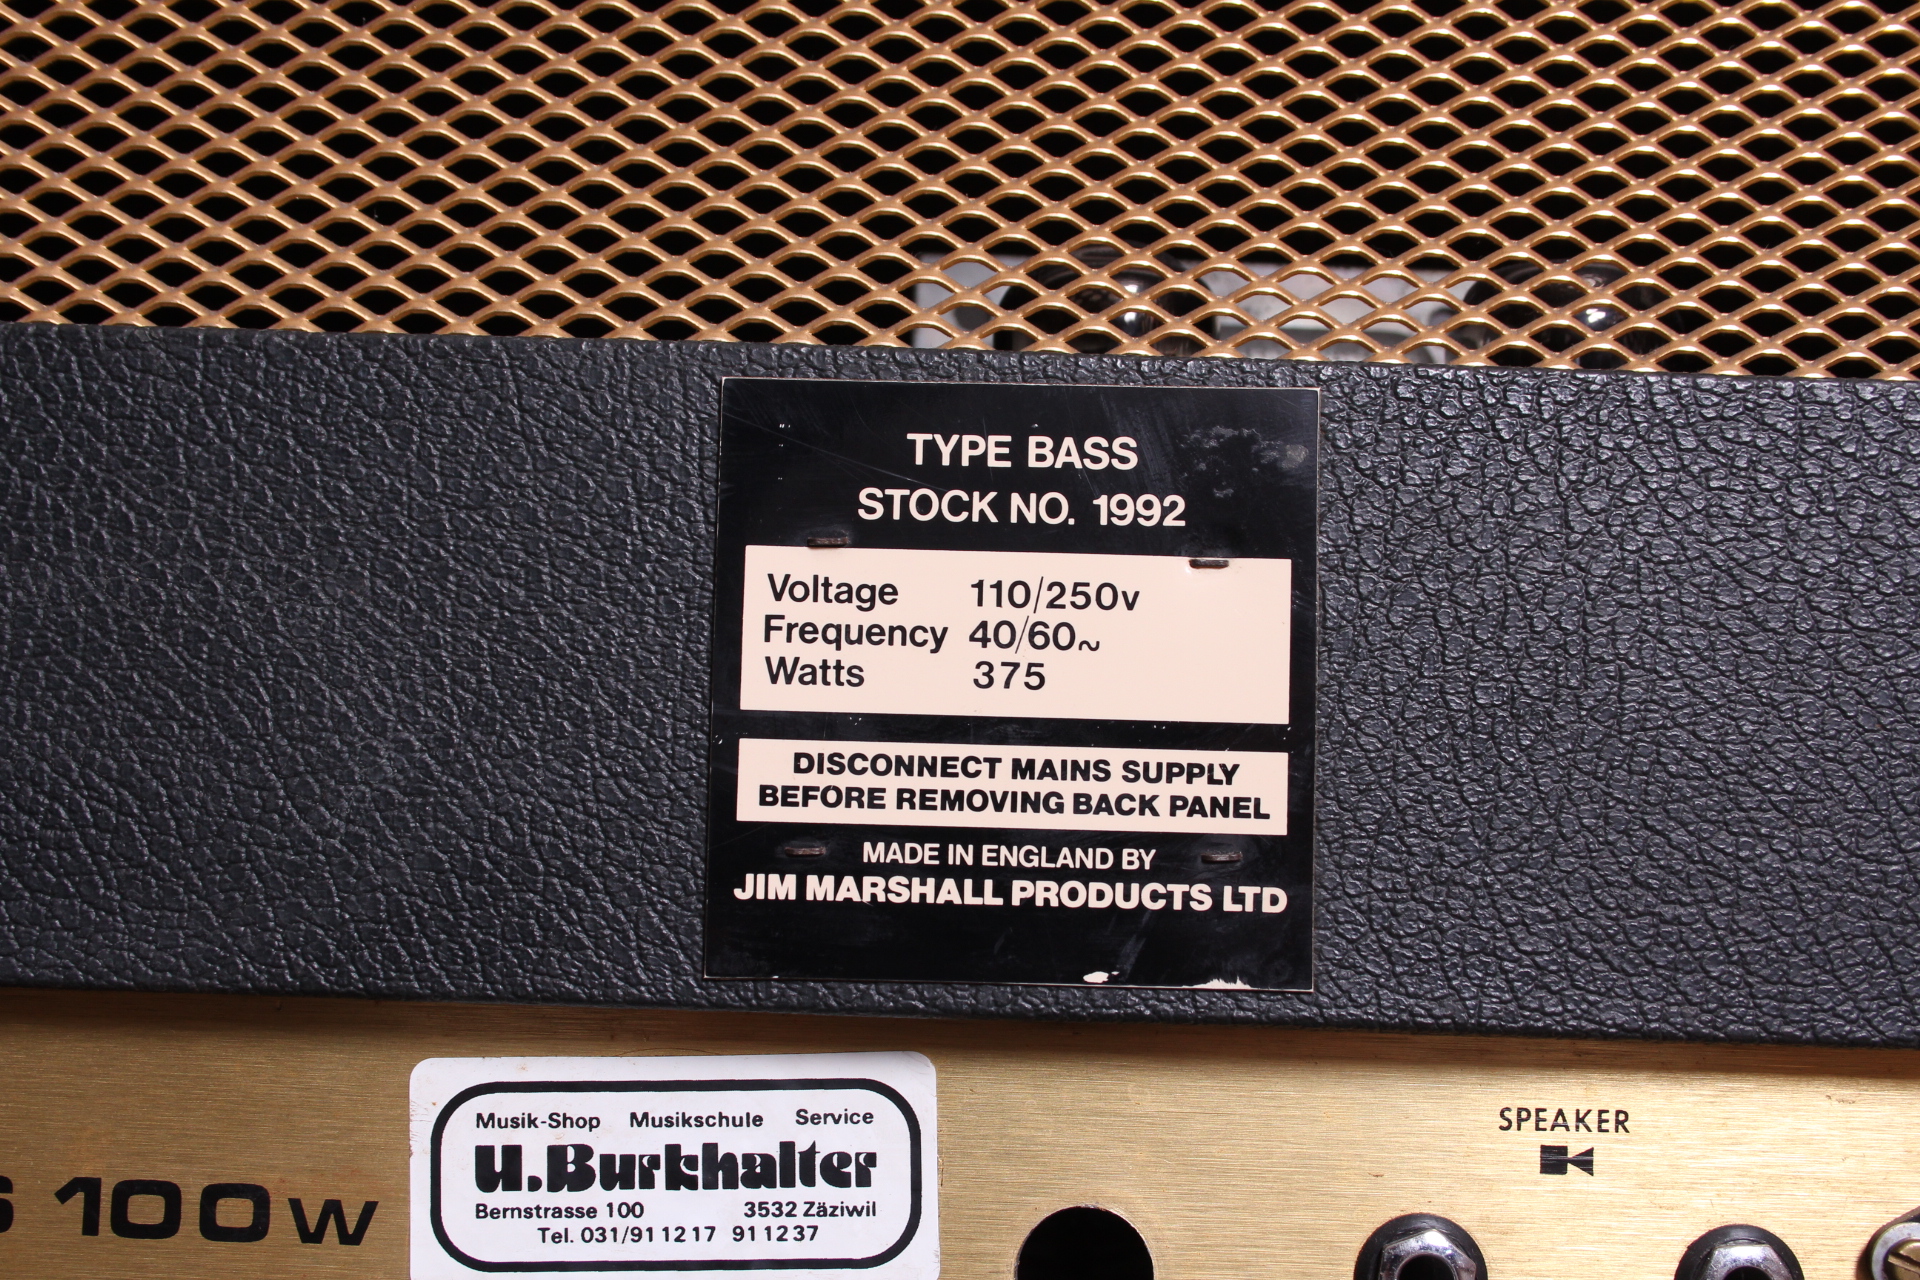 TYPE BASS
STOCK NO. 1992
Voltage 110/250v
Frequency 40/60~
Watts 375
DISCONNECT MAINS SUPPLY
BEFORE REMOVING BACK PANEL
MADE IN ENGLAND BY
JIM MARSHALL PRODUCTS LTD
Musik-Shop Musikschule Service
U.Burkhalter
Bernstrasse 100 3532 Zäziwil
Tel. 031/91 12 17 91 12 37
100W
SPEAKER